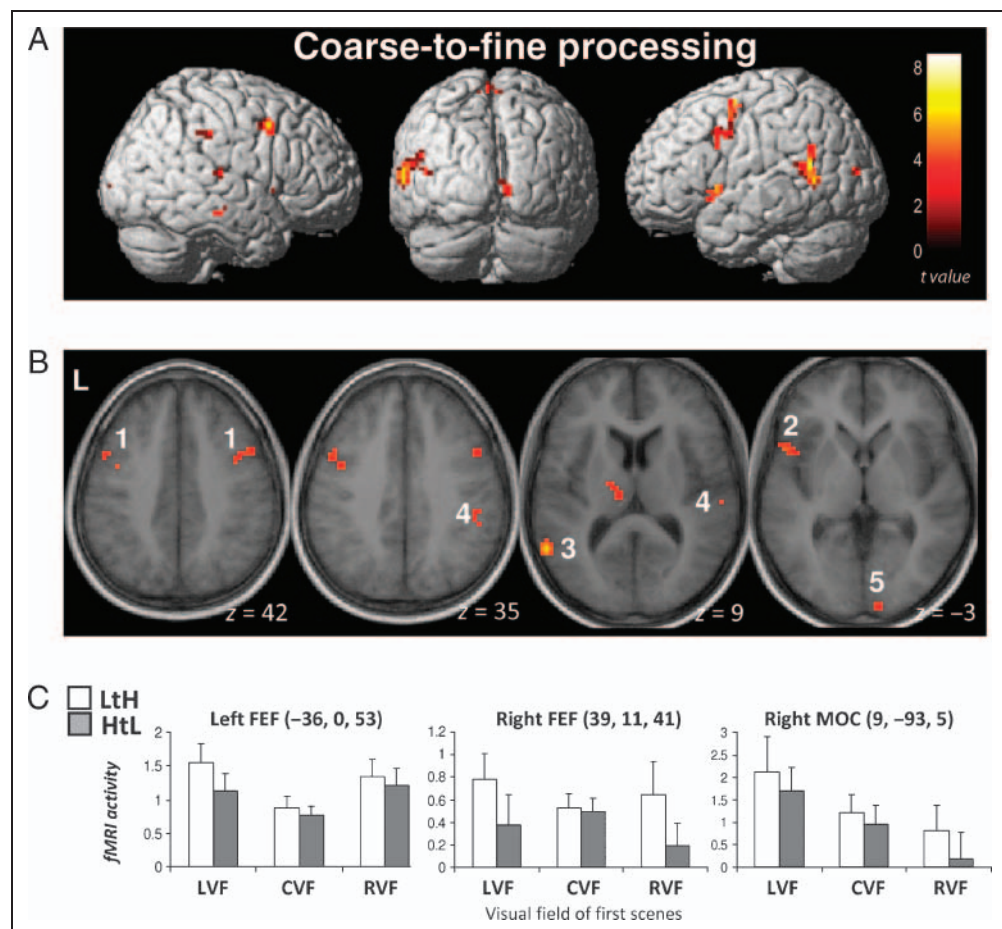 A
Coarse-to-fine processing
8
6
4
2
0
t value
B
L
1
1
4
3
4
2
5
z = 42
z = 35
z = 9
z = −3
C
LtH
HtL
Left FEF (−36, 0, 53)
Right FEF (39, 11, 41)
Right MOC (9, −93, 5)
fMRI activity
2
1.5
1
0.5
0
LVF
CVF
RVF
1.2
1
0.8
0.6
0.4
0.2
0
LVF
CVF
RVF
3
2.5
2
1.5
1
0.5
0
LVF
CVF
RVF
Visual field of first scenes